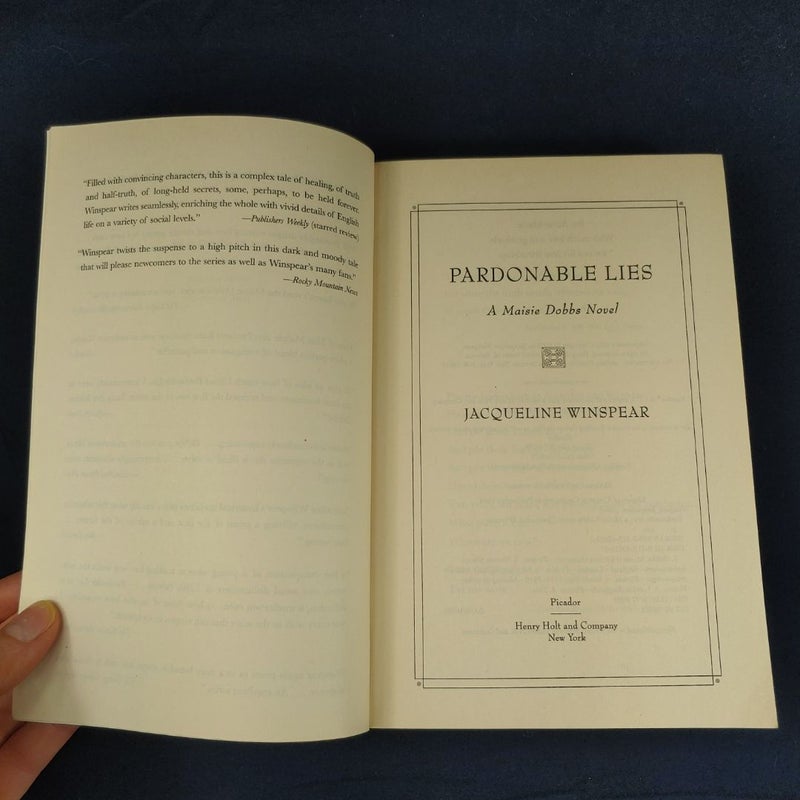 “Filled with convincing characters, this is a complex tale of healing, of truth
and half-truth, of long-held secrets, some, perhaps, to be held forever.
Winspear writes seamlessly, enriching the whole with vivid details of English
life on a variety of social levels.” —Publishers Weekly (starred review)
“Winspear twists the suspense to a high pitch in this dark and moody tale
that will please newcomers to the series as well as Winspear's many fans.”
—Rocky Mountain News
PARDONABLE LIES
A Maisie Dobbs Novel
JACQUELINE WINSPEAR
Picador
Henry Holt and Company
New York